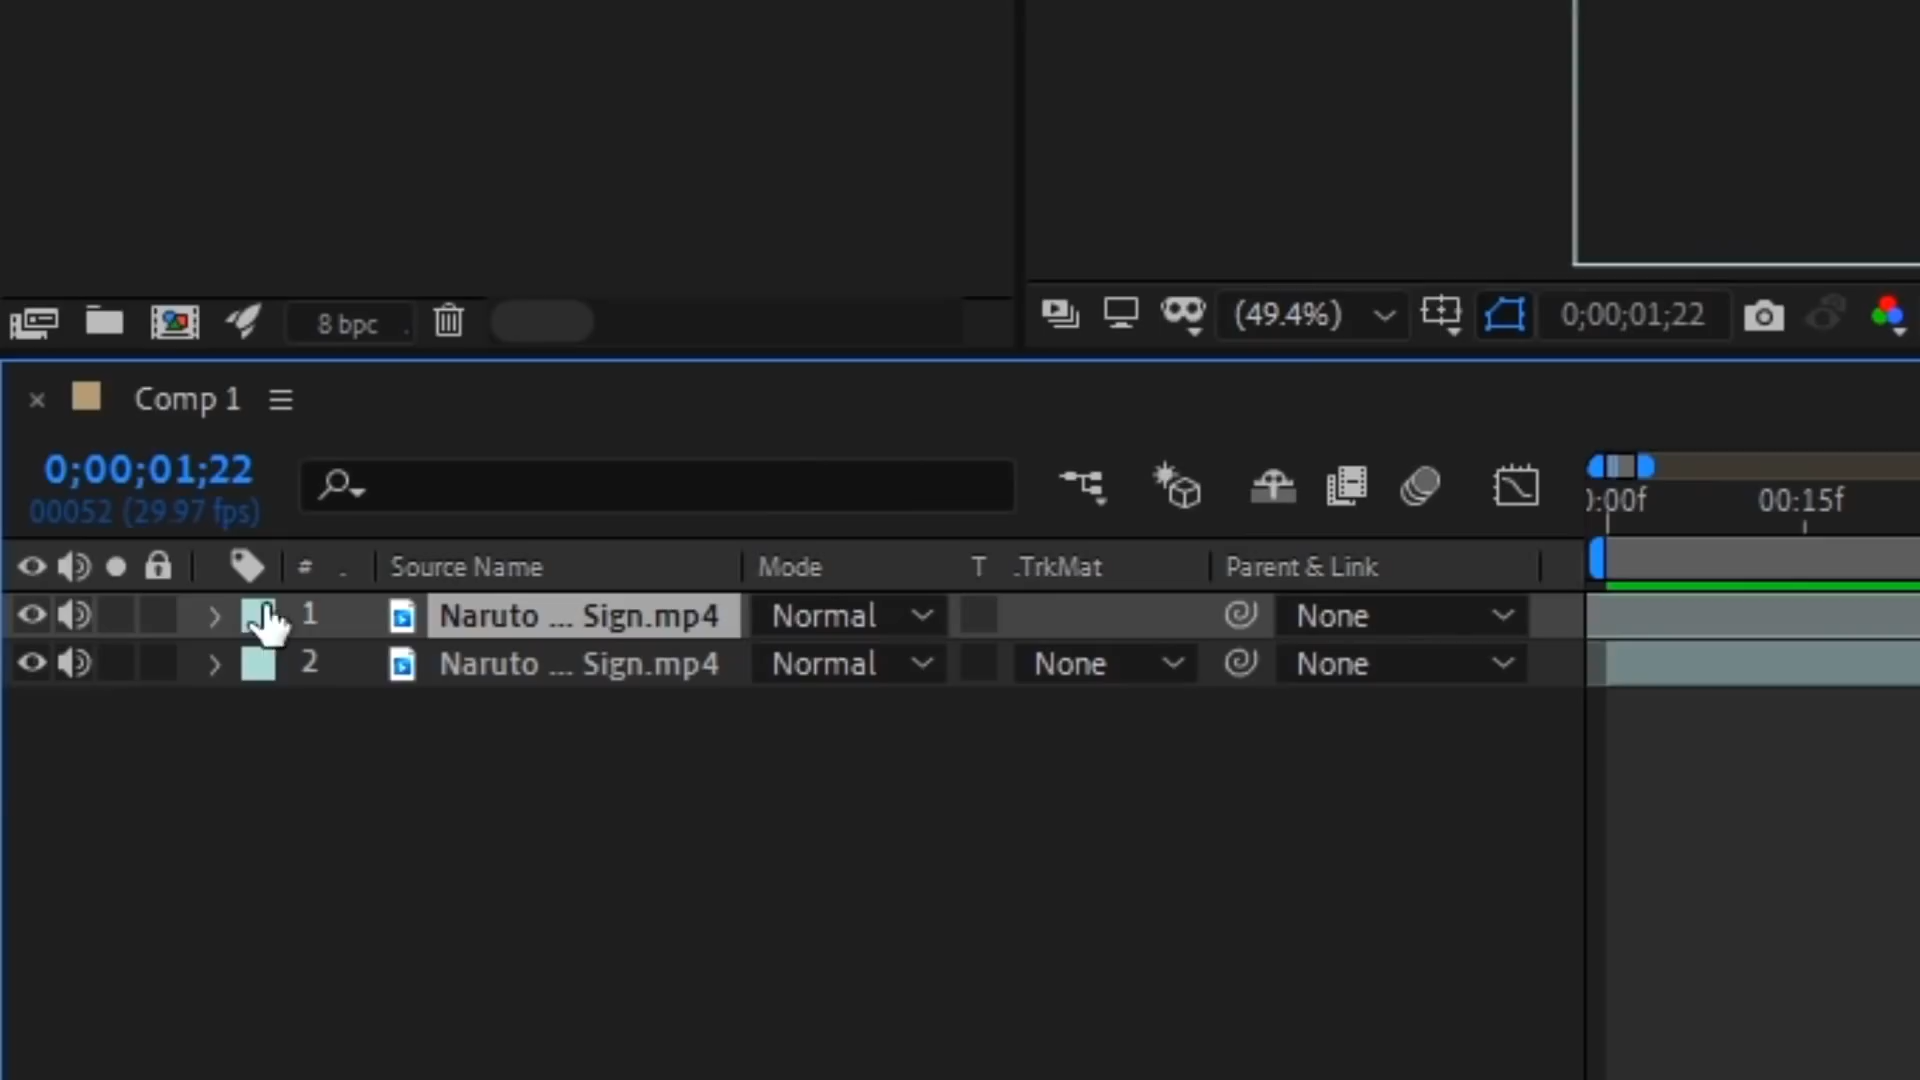 8 bpc
(49.4%)
0;00;01;22
Comp 1
0;00;01;22
00052 (29.97 fps)
):00f
00:15f
# . Source Name Mode T .TrkMat Parent & Link
1 Naruto ... Sign.mp4 Normal None
2 Naruto ... Sign.mp4 Normal None None